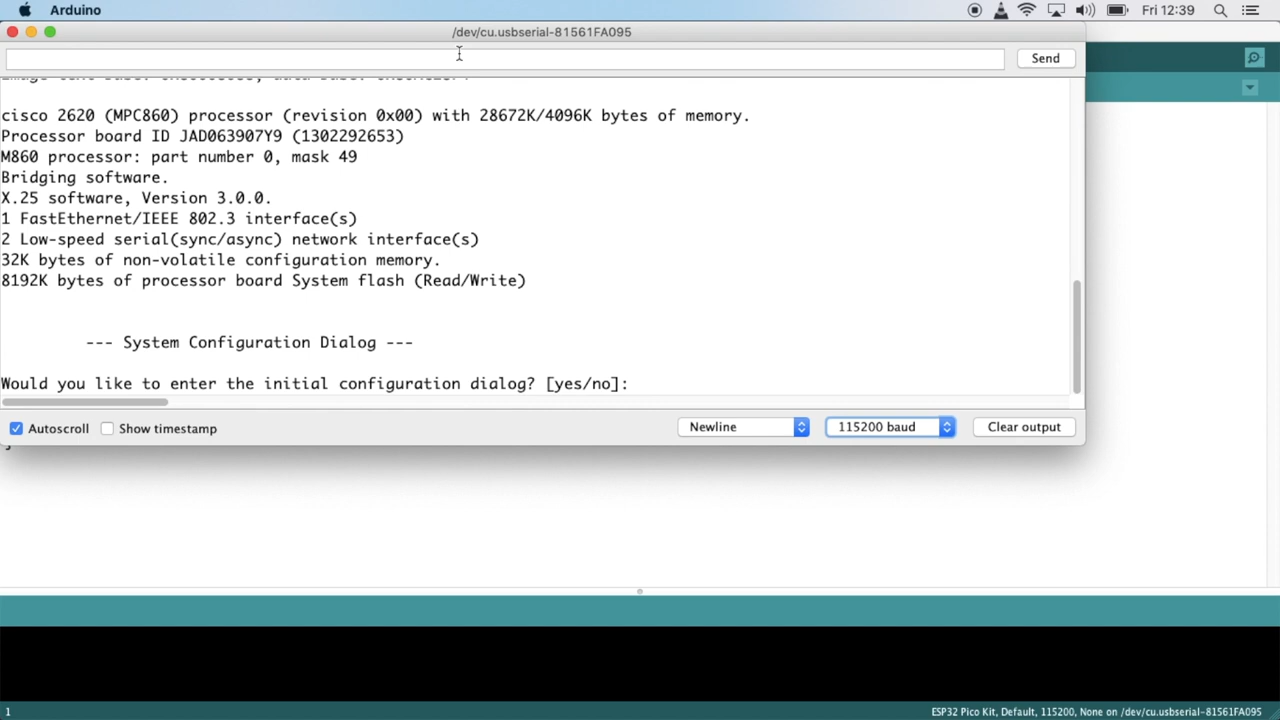 Arduino
Fri 12:39
/dev/cu.usbserial-81561FA095
Send
cisco 2620 (MPC860) processor (revision 0x00) with 28672K/4096K bytes of memory.
Processor board ID JAD063907Y9 (1302292653)
M860 processor: part number 0, mask 49
Bridging software.
X.25 software, Version 3.0.0.
1 FastEthernet/IEEE 802.3 interface(s)
2 Low-speed serial(sync/async) network interface(s)
32K bytes of non-volatile configuration memory.
8192K bytes of processor board System flash (Read/Write)
--- System Configuration Dialog ---
Would you like to enter the initial configuration dialog? [yes/no]:
Autoscroll
Show timestamp
Newline
115200 baud
Clear output
1
ESP32 Pico Kit, Default, 115200, None on /dev/cu.usbserial-81561FA095